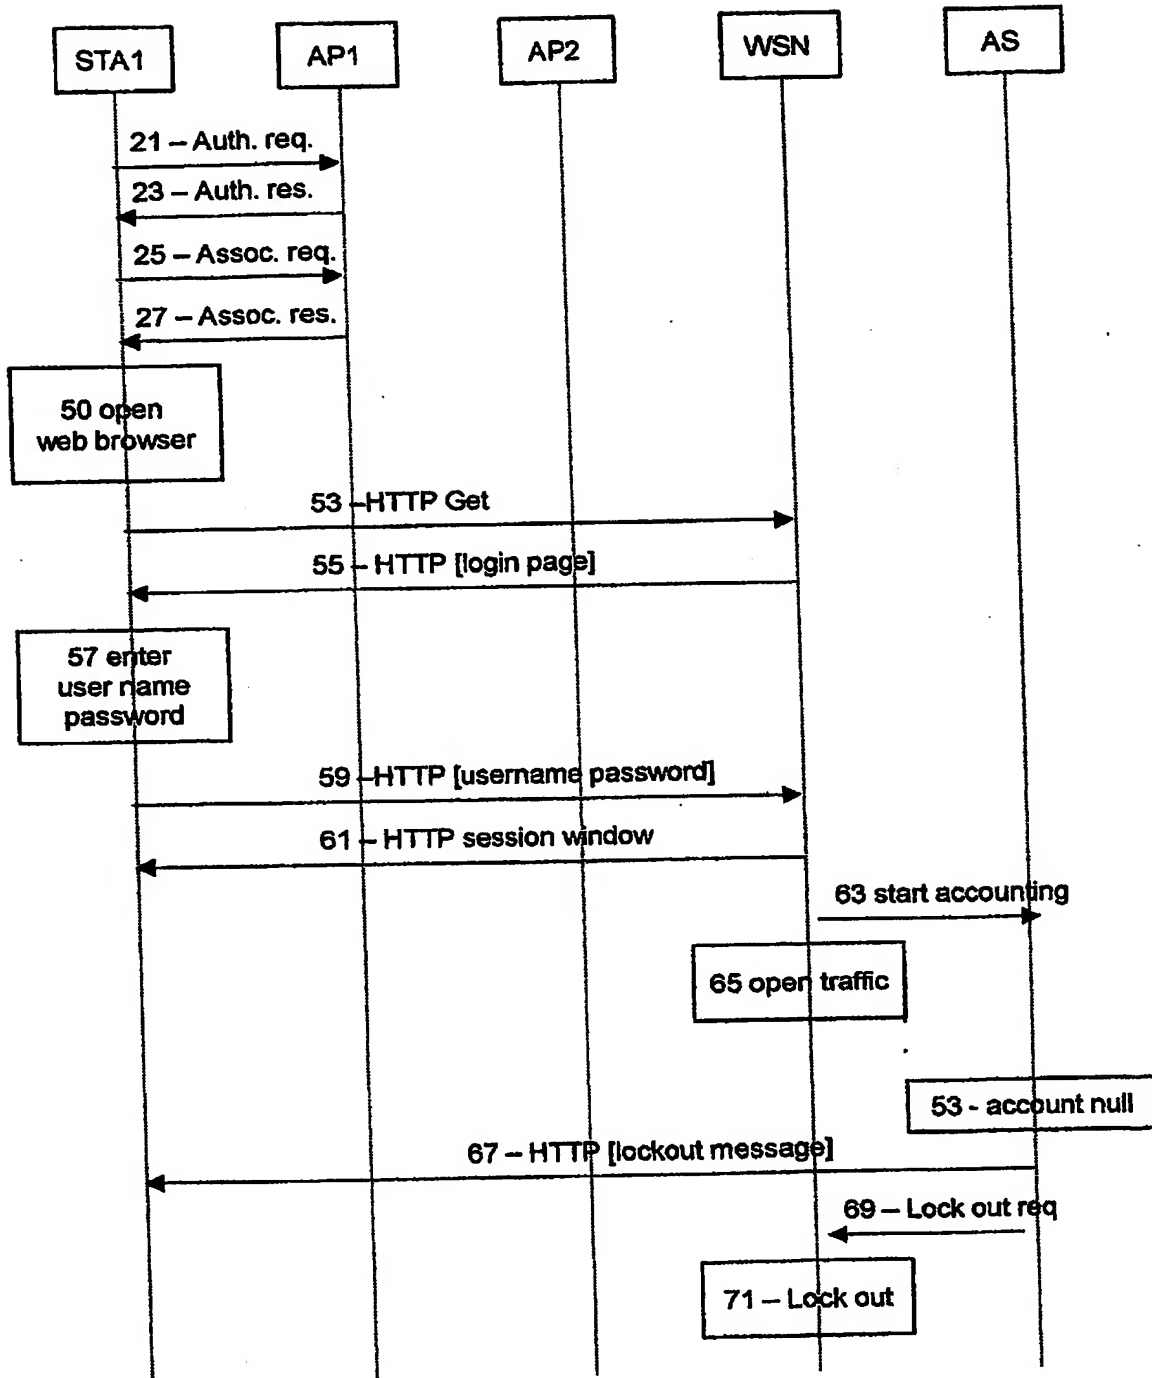 STA1
AP1
AP2
WSN
AS
21 – Auth. req.
23 – Auth. res.
25 – Assoc. req.
27 – Assoc. res.
50 open
web browser
53 –HTTP Get
55 – HTTP [login page]
57 enter
user name
password
59 –HTTP [username password]
61 – HTTP session window
63 start accounting
65 open traffic
53 - account null
67 – HTTP [lockout message]
69 – Lock out req
71 – Lock out